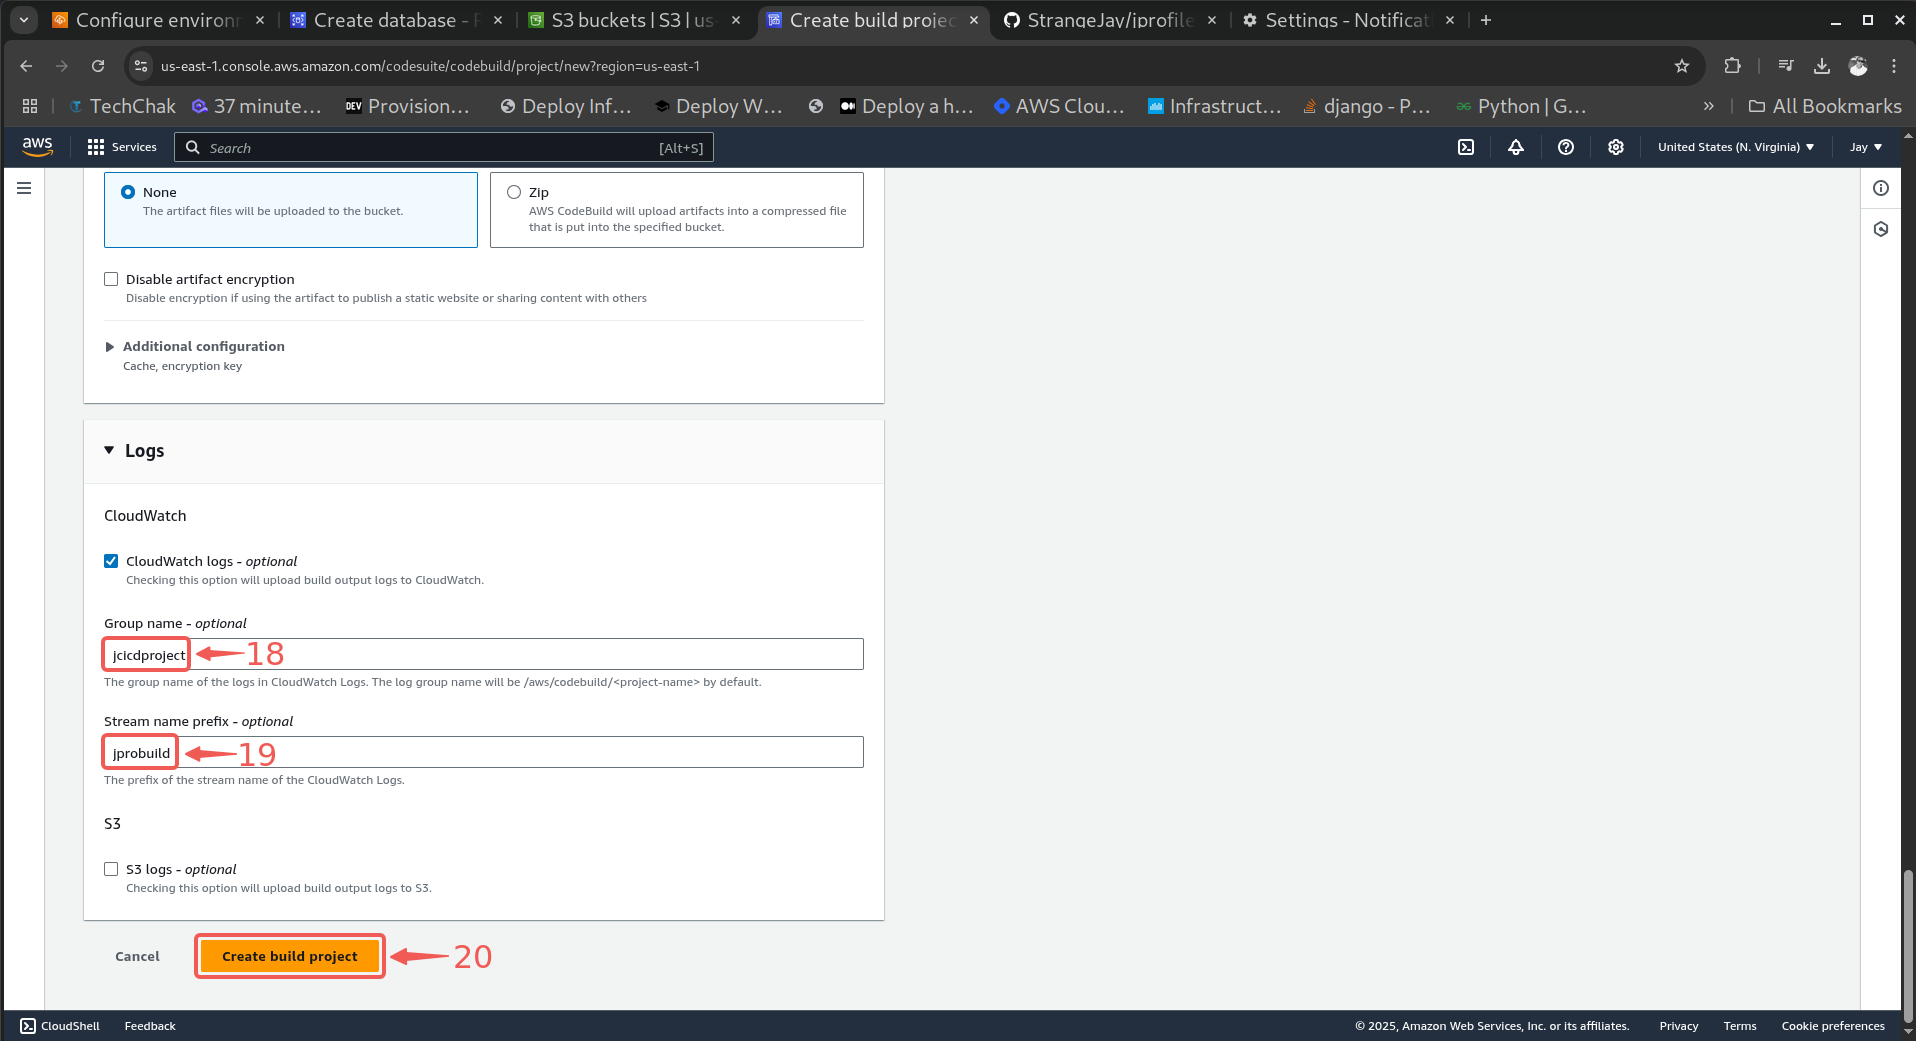 Configure environ
Create database -
S3 buckets | S3 | us-
Create build projec
StrangeJay/jprofile
Settings - Notificat
us-east-1.console.aws.amazon.com/codesuite/codebuild/project/new?region=us-east-1
TechChak
37 minute...
DEV Provision...
Deploy Inf...
Deploy W...
Deploy a h...
AWS Clou...
Infrastruct...
django - P...
Python | G...
»
All Bookmarks
aws
Services
Search
[Alt+S]
United States (N. Virginia)
Jay
None
The artifact files will be uploaded to the bucket.
Zip
AWS CodeBuild will upload artifacts into a compressed file
that is put into the specified bucket.
Disable artifact encryption
Disable encryption if using the artifact to publish a static website or sharing content with others
Additional configuration
Cache, encryption key
Logs
CloudWatch
CloudWatch logs - optional
Checking this option will upload build output logs to CloudWatch.
Group name - optional
jcicdproject
18
The group name of the logs in CloudWatch Logs. The log group name will be /aws/codebuild/<project-name> by default.
Stream name prefix - optional
jprobuild
19
The prefix of the stream name of the CloudWatch Logs.
S3
S3 logs - optional
Checking this option will upload build output logs to S3.
Cancel
Create build project
20
CloudShell
Feedback
© 2025, Amazon Web Services, Inc. or its affiliates.
Privacy
Terms
Cookie preferences